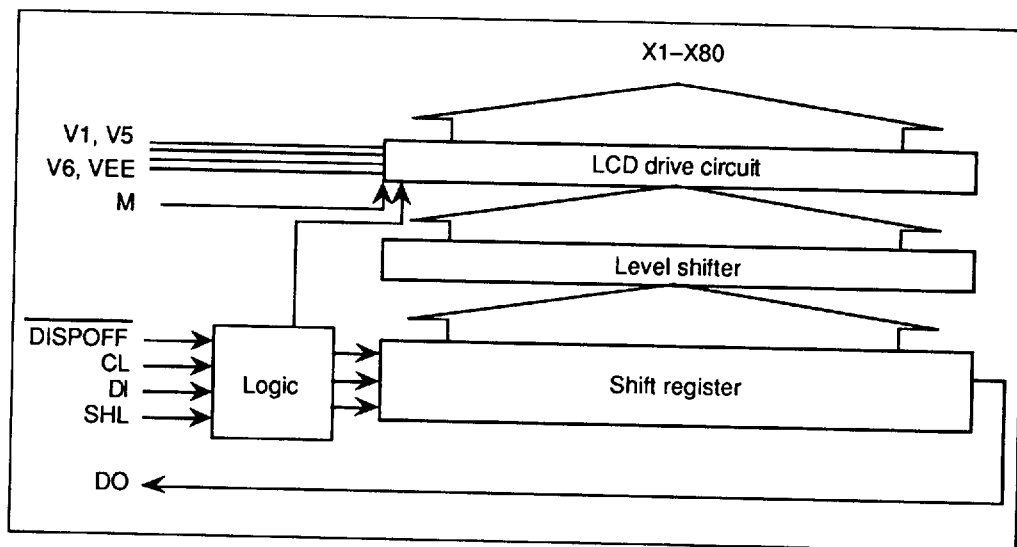 X1–X80
V1, V5
LCD drive circuit
V6, VEE
M
Level shifter
DISPOFF
CL
Logic
Shift register
DI
SHL
DO